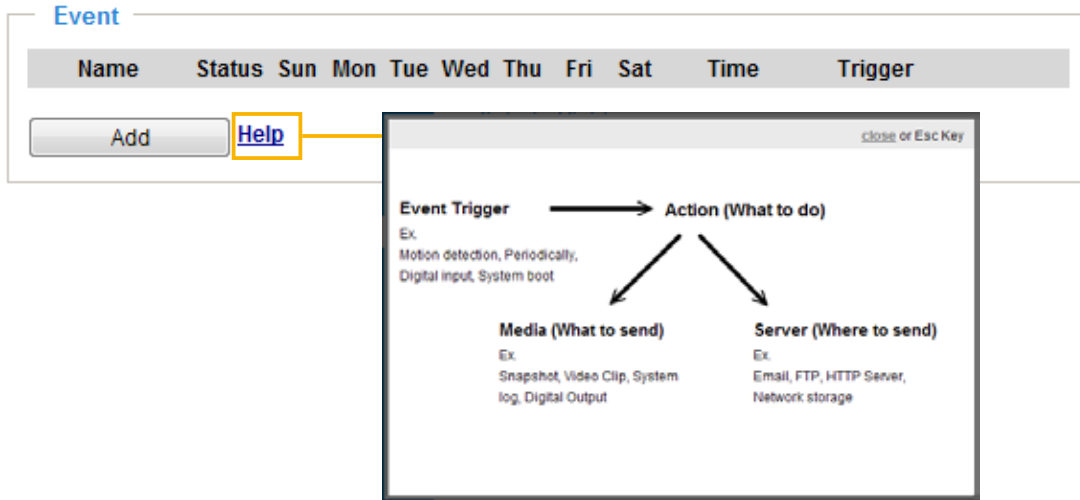 Event
Name Status Sun Mon Tue Wed Thu Fri Sat Time Trigger
Add Help
close or Esc Key
Event Trigger
Ex.
Motion detection, Periodically,
Digital input, System boot
Action (What to do)
Media (What to send)
Ex.
Snapshot, Video Clip, System
log, Digital Output
Server (Where to send)
Ex.
Email, FTP, HTTP Server,
Network storage